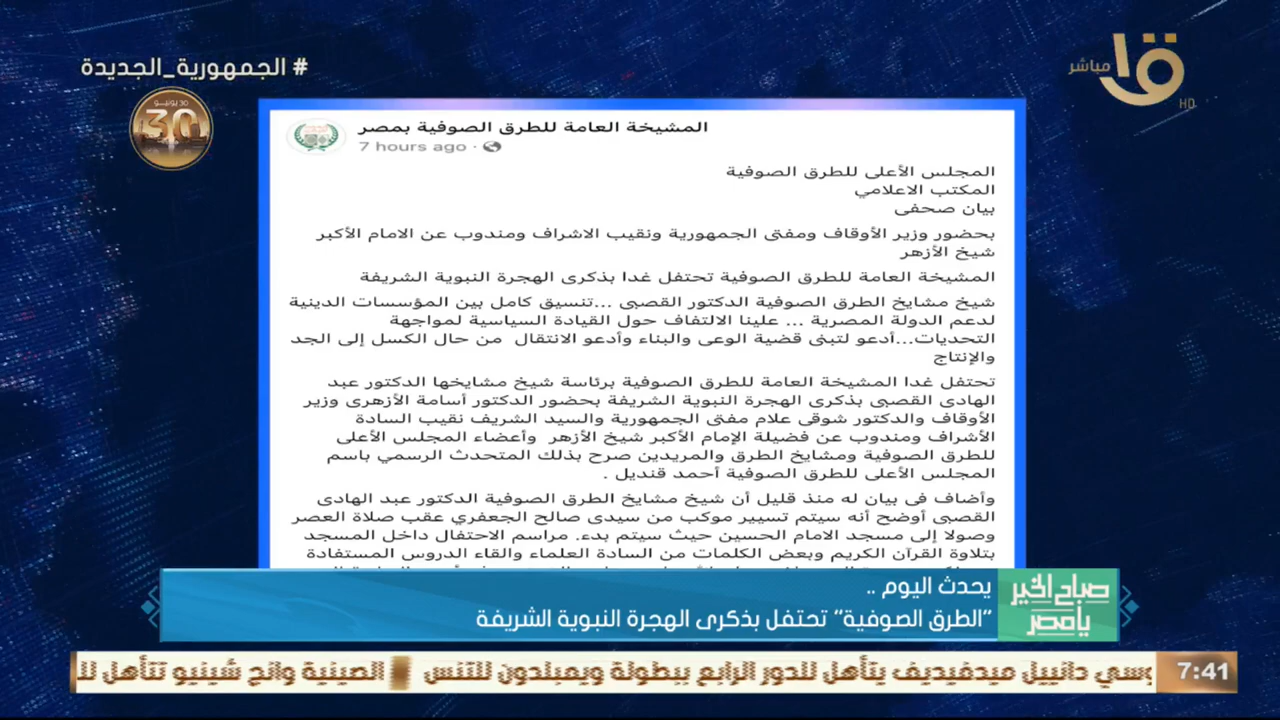 # الجمهورية_الجديدة
30 يونيو
30
مباشر
HD
المشيخة العامة للطرق الصوفية بمصر
7 hours ago ·
المجلس الأعلى للطرق الصوفية
المكتب الاعلامي
بيان صحفى
بحضور وزير الأوقاف ومفتى الجمهورية ونقيب الاشراف ومندوب عن الامام الأكبر
شيخ الأزهر
المشيخة العامة للطرق الصوفية تحتفل غدا بذكرى الهجرة النبوية الشريفة
شيخ مشايخ الطرق الصوفية الدكتور القصبى ...تنسيق كامل بين المؤسسات الدينية
لدعم الدولة المصرية ... علينا الالتفاف حول القيادة السياسية لمواجهة
التحديات...أدعو لتبنى قضية الوعى والبناء وأدعو الانتقال من حال الكسل إلى الجد
والإنتاج
تحتفل غدا المشيخة العامة للطرق الصوفية برئاسة شيخ مشايخها الدكتور عبد
الهادى القصبى بذكرى الهجرة النبوية الشريفة بحضور الدكتور أسامة الأزهرى وزير
الأوقاف والدكتور شوقى علام مفتى الجمهورية والسيد الشريف نقيب السادة
الأشراف ومندوب عن فضيلة الإمام الأكبر شيخ الأزهر وأعضاء المجلس الأعلى
للطرق الصوفية ومشايخ الطرق والمريدين صرح بذلك المتحدث الرسمي باسم
المجلس الأعلى للطرق الصوفية أحمد قنديل .
وأضاف فى بيان له منذ قليل أن شيخ مشايخ الطرق الصوفية الدكتور عبد الهادى
القصبى أوضح أنه سيتم تسيير موكب من سيدى صالح الجعفري عقب صلاة العصر
وصولا إلى مسجد الامام الحسين حيث سيتم بدء. مراسم الاحتفال داخل المسجد
بتلاوة القرآن الكريم وبعض الكلمات من السادة العلماء والقاء الدروس المستفادة
صباح الخير
يا مصر
يحدث اليوم ..
"الطرق الصوفية" تحتفل بذكرى الهجرة النبوية الشريفة
7:41
دانييل ميدفيديف يتأهل للدور الرابع ببطولة ويمبلدون للتنس
الصينية وانج شينيو تتأهل